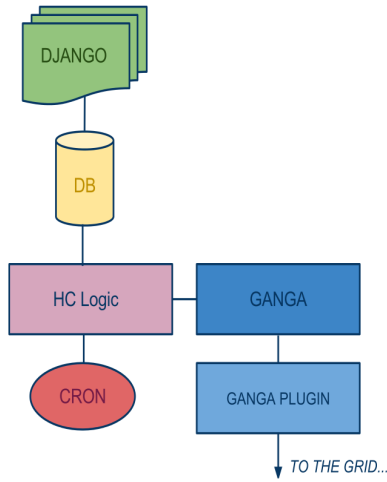 DJANGO
DB
HC Logic
GANGA
CRON
GANGA PLUGIN
TO THE GRID...